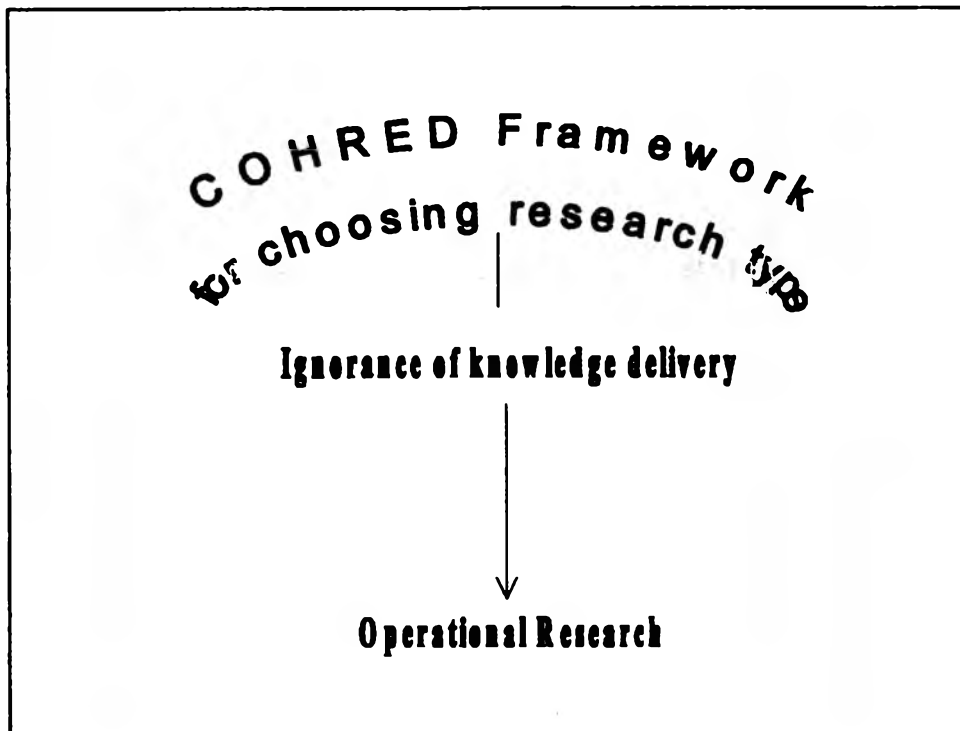 COHRED Framework
for choosing research type
Ignorance of knowledge delivery
Operational Research